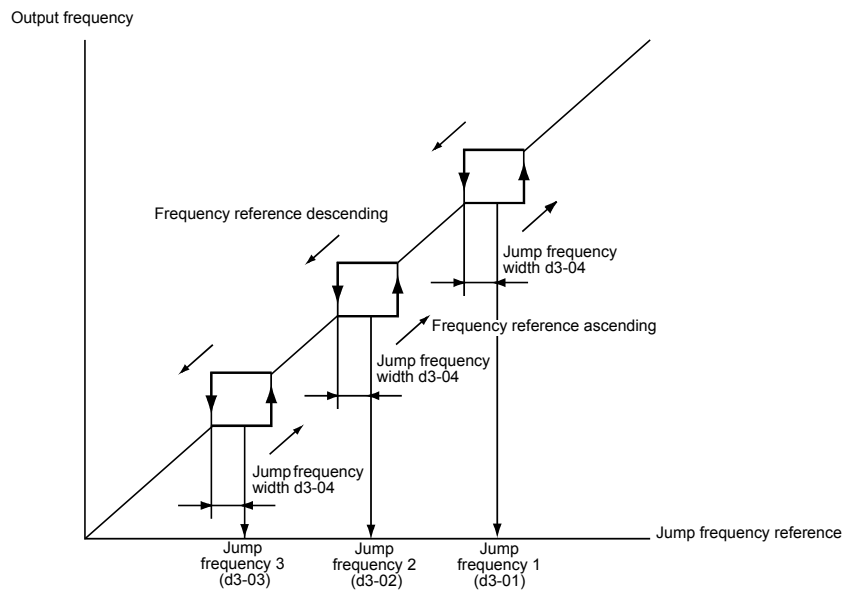 Output frequency
Frequency reference descending
Jump frequency
width d3-04
Frequency reference ascending
Jump frequency
width d3-04
Jump frequency
width d3-04
Jump frequency reference
Jump
frequency 3
(d3-03)
Jump
frequency 2
(d3-02)
Jump
frequency 1
(d3-01)